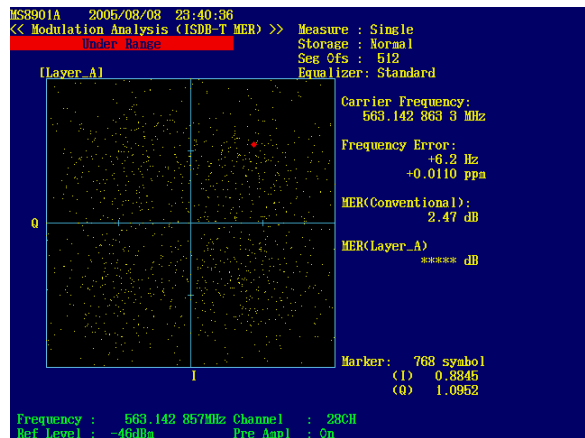 MS8901A 2005/08/08 23:40:36
<< Modulation Analysis (ISDB-T MER) >>
Under Range
Measure : Single
Storage : Normal
Seg Ofs : 512
Equalizer: Standard
[Layer_A]
Carrier Frequency:
563.142 863 3 MHz
Frequency Error:
+6.2 Hz
+0.0110 ppm
MER(Conventional):
2.47 dB
Q
MER(Layer_A)
***** dB
Marker: 768 symbol
(I) 0.8845
(Q) 1.0952
I
Frequency : 563.142 857MHz Channel : 28CH
Ref Level : -46dBm Pre Ampl : On